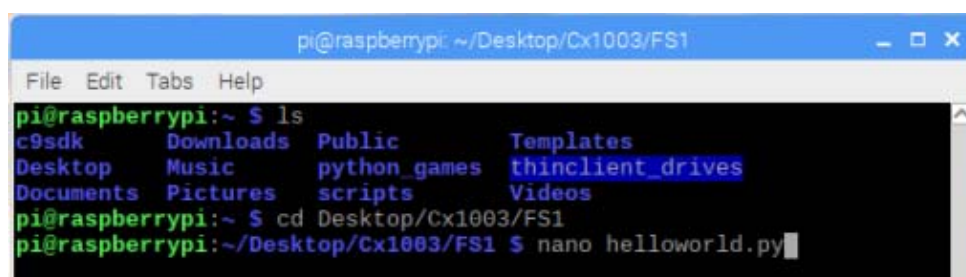 pi@raspberrypi: ~/Desktop/Cx1003/FS1
File Edit Tabs Help
pi@raspberrypi:~ $ ls
c9sdk Downloads Public Templates
Desktop Music python_games thinclient_drives
Documents Pictures scripts Videos
pi@raspberrypi:~ $ cd Desktop/Cx1003/FS1
pi@raspberrypi:~/Desktop/Cx1003/FS1 $ nano helloworld.py